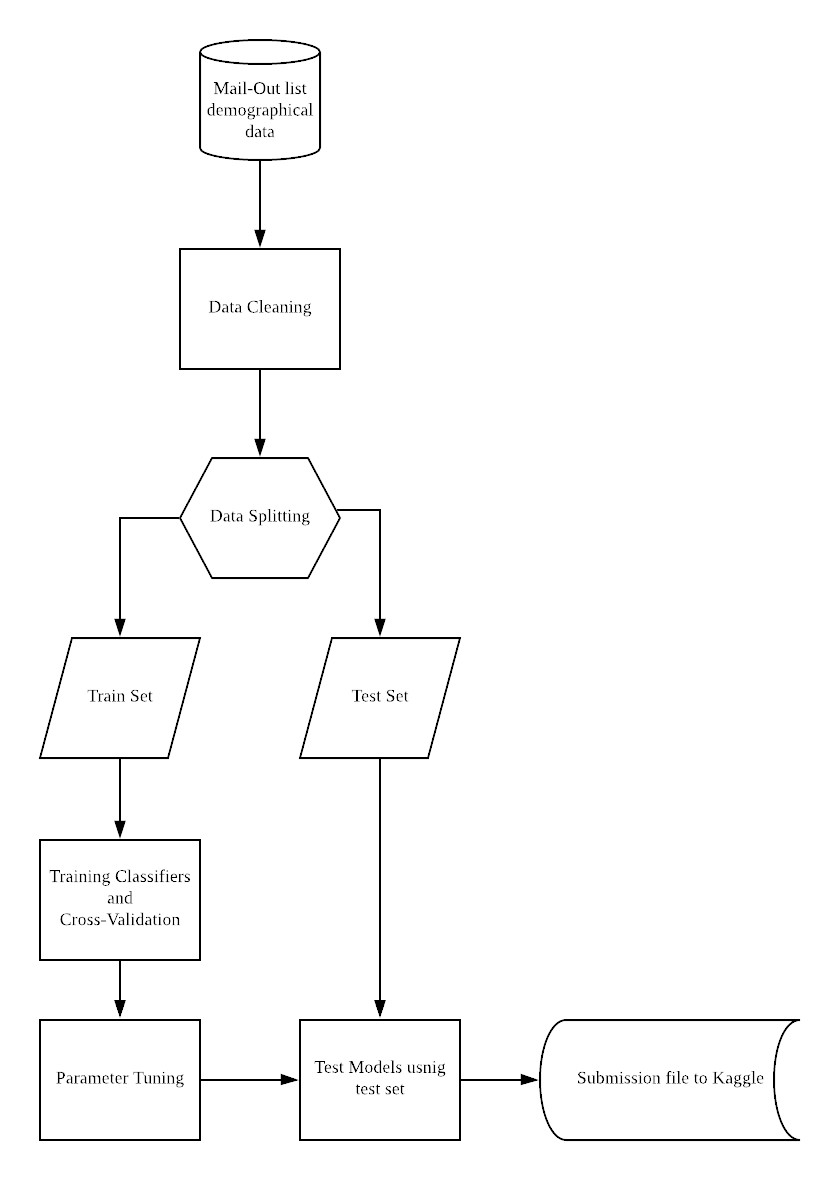 Mail-Out list
demographical
data
Data Cleaning
Data Splitting
Train Set
Test Set
Training Classifiers
and
Cross-Validation
Parameter Tuning
Test Models usnig
test set
Submission file to Kaggle